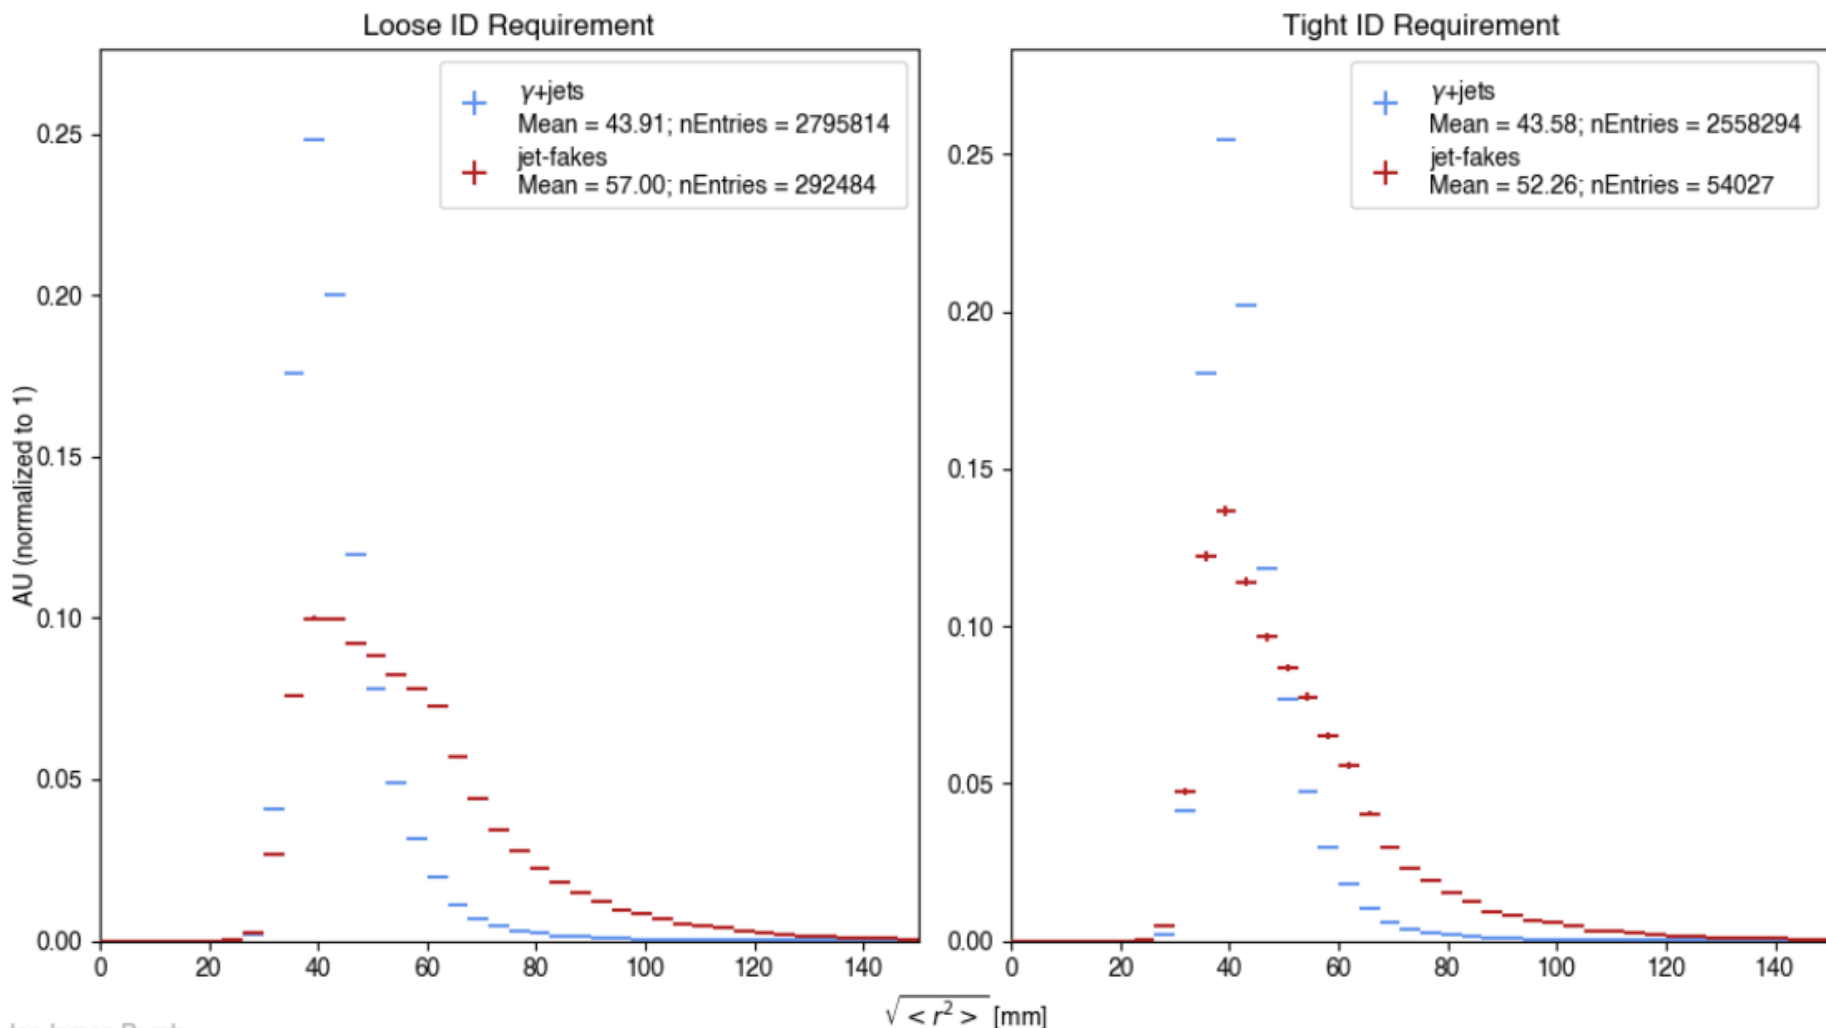 Loose ID Requirement
γ+jets
Mean = 43.91; nEntries = 2795814
jet-fakes
Mean = 57.00; nEntries = 292484
0.25
0.20
0.15
0.10
0.05
0.00
AU (normalized to 1)
0 20 40 60 80 100 120 140
Tight ID Requirement
γ+jets
Mean = 43.58; nEntries = 2558294
jet-fakes
Mean = 52.26; nEntries = 54027
0.25
0.20
0.15
0.10
0.05
0.00
0 20 40 60 80 100 120 140
√<r²> [mm]